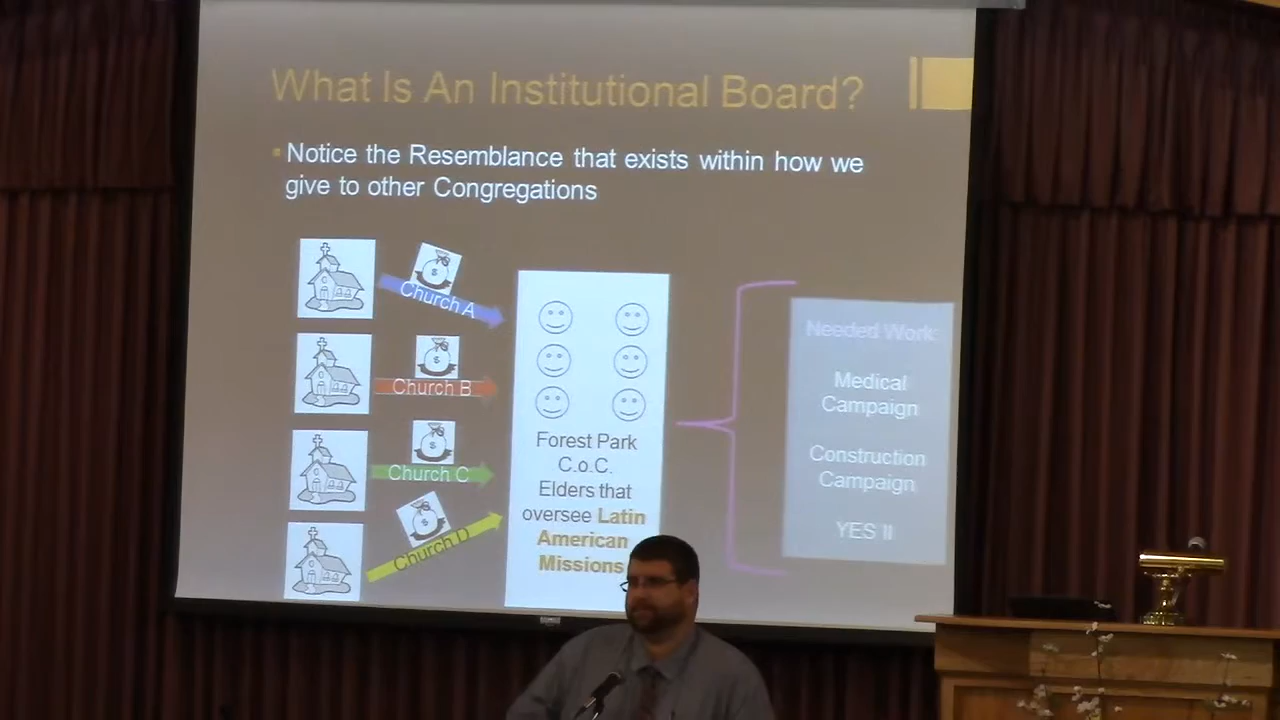 What Is An Institutional Board?
Notice the Resemblance that exists within how we
give to other Congregations
Church A
Church B
Church C
Church D
$
$
$
$
Forest Park
C.o.C.
Elders that
oversee Latin
American
Missions
Needed Work:
Medical
Campaign
Construction
Campaign
YES II